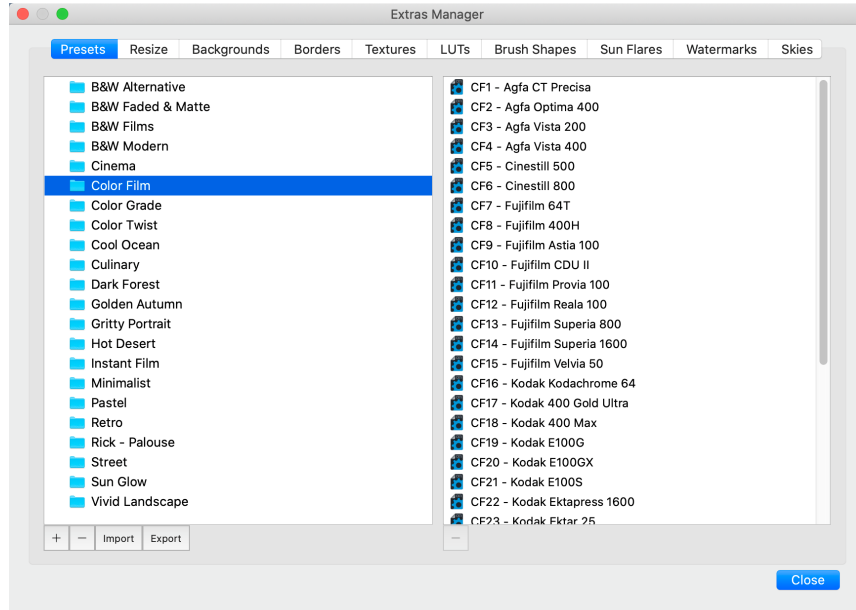 Extras Manager
Presets Resize Backgrounds Borders Textures LUTs Brush Shapes Sun Flares Watermarks Skies
B&W Alternative
B&W Faded & Matte
B&W Films
B&W Modern
Cinema
Color Film
Color Grade
Color Twist
Cool Ocean
Culinary
Dark Forest
Golden Autumn
Gritty Portrait
Hot Desert
Instant Film
Minimalist
Pastel
Retro
Rick - Palouse
Street
Sun Glow
Vivid Landscape
CF1 - Agfa CT Precisa
CF2 - Agfa Optima 400
CF3 - Agfa Vista 200
CF4 - Agfa Vista 400
CF5 - Cinestill 500
CF6 - Cinestill 800
CF7 - Fujifilm 64T
CF8 - Fujifilm 400H
CF9 - Fujifilm Astia 100
CF10 - Fujifilm CDU II
CF11 - Fujifilm Provia 100
CF12 - Fujifilm Reala 100
CF13 - Fujifilm Superia 800
CF14 - Fujifilm Superia 1600
CF15 - Fujifilm Velvia 50
CF16 - Kodak Kodachrome 64
CF17 - Kodak 400 Gold Ultra
CF18 - Kodak 400 Max
CF19 - Kodak E100G
CF20 - Kodak E100GX
CF21 - Kodak E100S
CF22 - Kodak Ektapress 1600
CF23 - Kodak Ektar 25
+ − Import Export −
Close